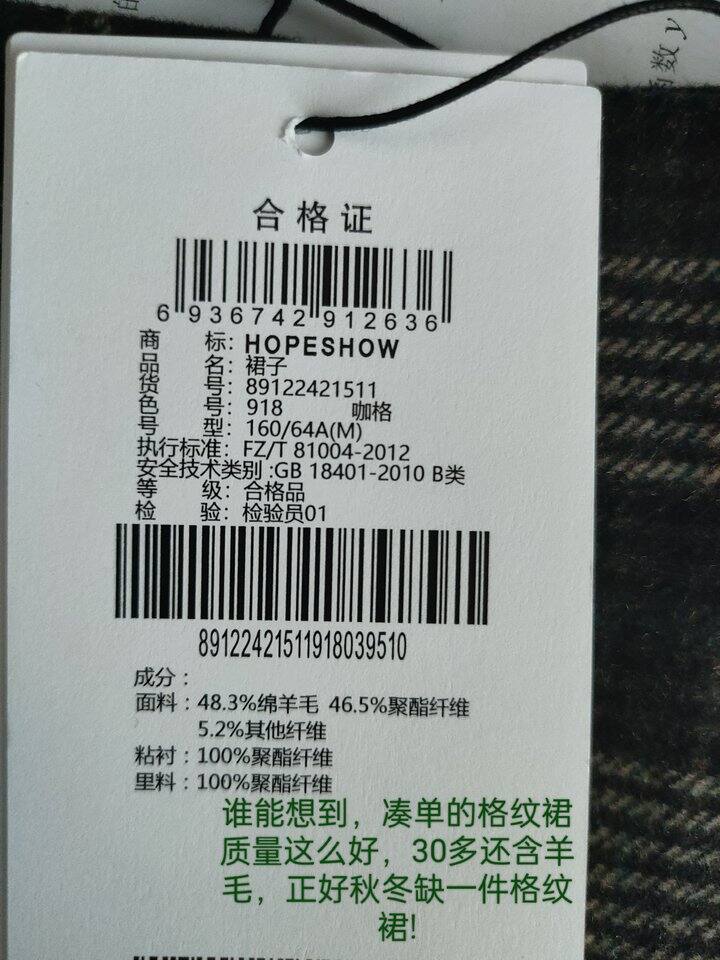 函数y
合格证
6 936742 912636
商 标: HOPESHOW
品 名: 裙子
货 号: 89122421511
色 号: 918 咖格
号 型: 160/64A(M)
执行标准: FZ/T 81004-2012
安全技术类别 :GB 18401-2010 B类
等 级: 合格品
检 验: 检验员01
89122421511918039510
成分：
面料：48.3%绵羊毛 46.5%聚酯纤维
5.2%其他纤维
粘衬：100%聚酯纤维
里料：100%聚酯纤维
谁能想到，凑单的格纹裙
质量这么好，30多还含羊
毛，正好秋冬缺一件格纹
裙!